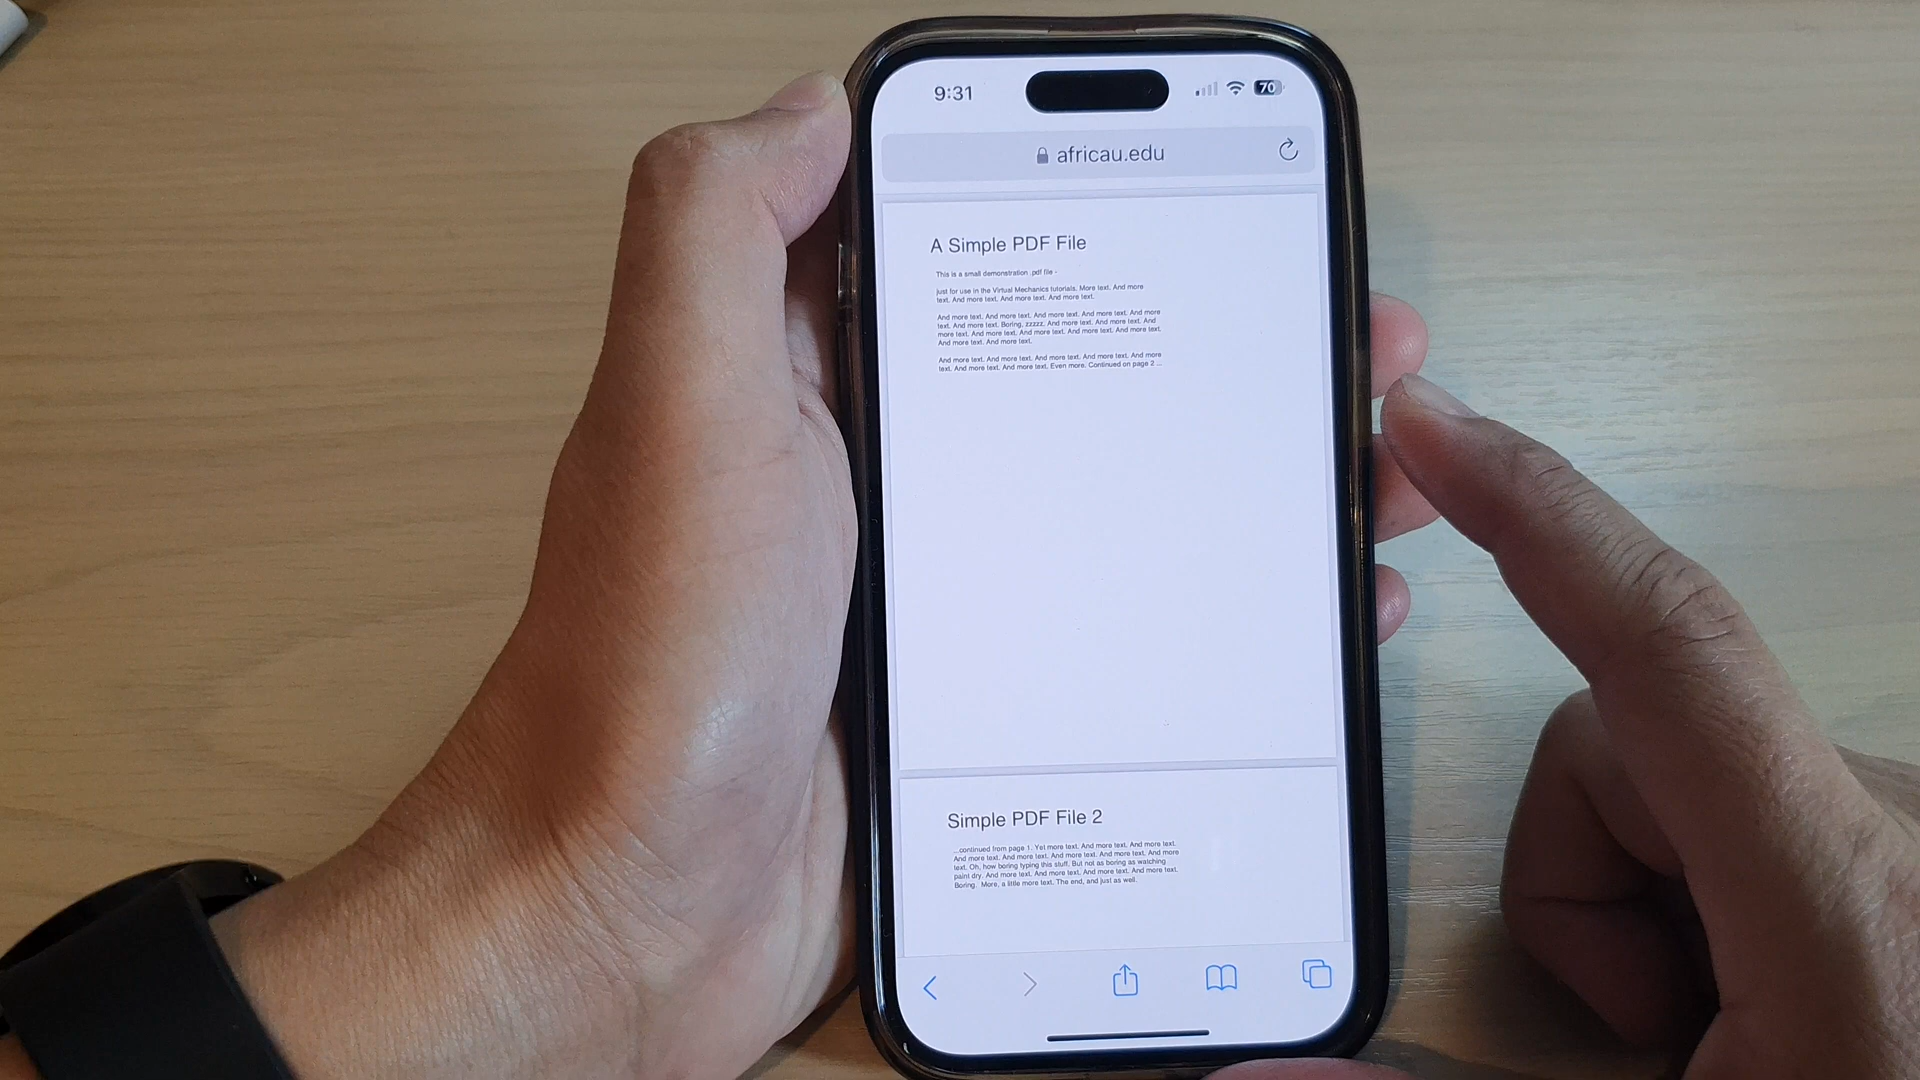 9:31
70
africau.edu
A Simple PDF File
This is a small demonstration .pdf file -
just for use in the Virtual Mechanics tutorials. More text. And more
text. And more text. And more text. And more text.
And more text. And more text. And more text. And more text. And more
text. And more text. Boring, zzzzz. And more text. And more text. And
more text. And more text. And more text. And more text. And more text.
And more text. And more text.
And more text. And more text. And more text. And more text. And more
text. And more text. And more text. Even more. Continued on page 2 ...
Simple PDF File 2
...continued from page 1. Yet more text. And more text. And more text.
And more text. And more text. And more text. And more text. And more
text. Oh, how boring typing this stuff. But not as boring as watching
paint dry. And more text. And more text. And more text. And more text.
Boring. More, a little more text. The end, and just as well.